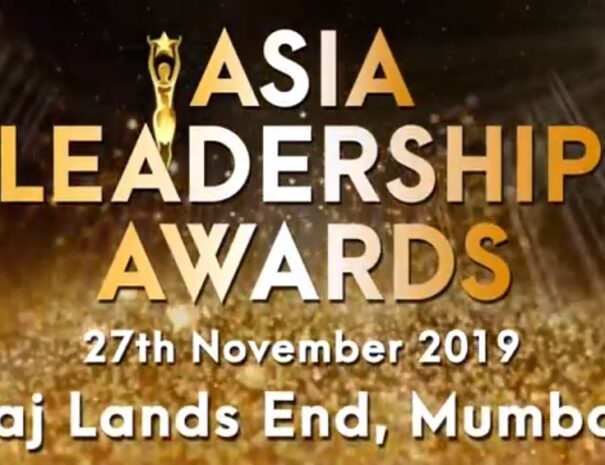 ASIA
LEADERSHIP
AWARDS
27th November 2019
aj Lands End, Mumba